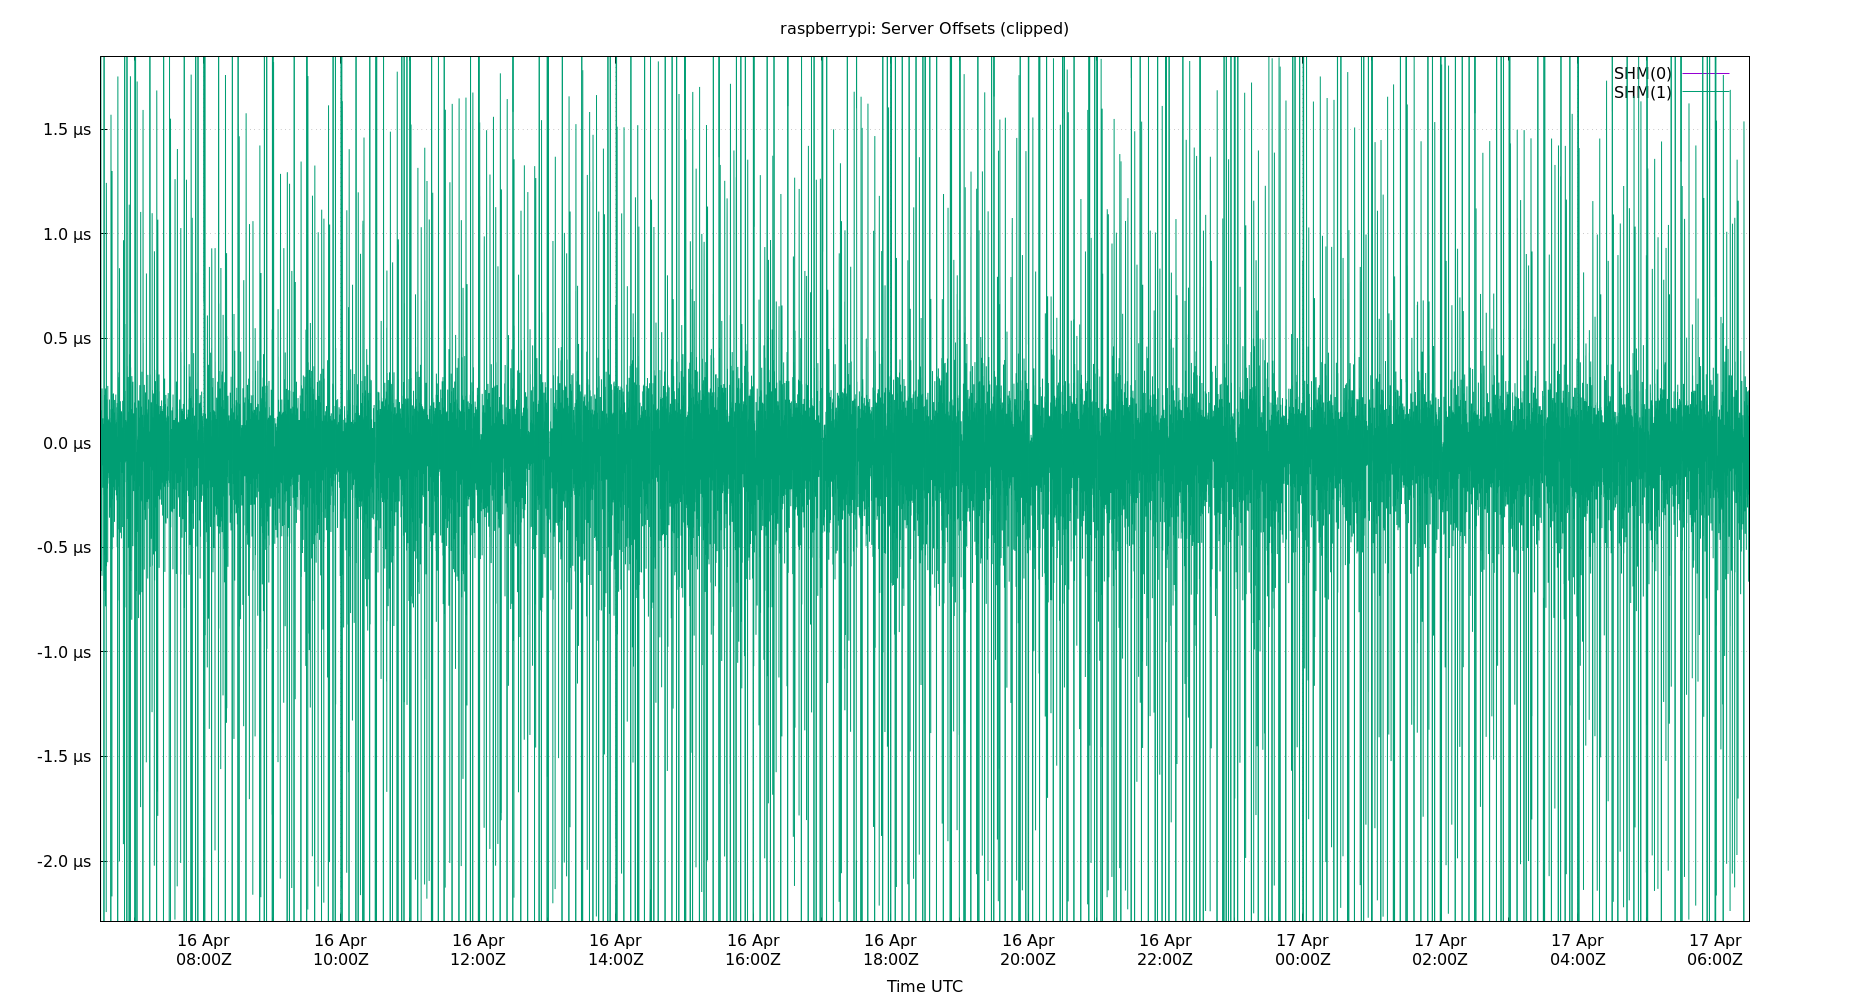 raspberrypi: Server Offsets (clipped)
SHM(0)
SHM(1)
1.5 µs
1.0 µs
0.5 µs
0.0 µs
-0.5 µs
-1.0 µs
-1.5 µs
-2.0 µs
16 Apr 16 Apr 16 Apr 16 Apr 16 Apr 16 Apr 16 Apr 16 Apr 17 Apr 17 Apr 17 Apr 17 Apr
08:00Z 10:00Z 12:00Z 14:00Z 16:00Z 18:00Z 20:00Z 22:00Z 00:00Z 02:00Z 04:00Z 06:00Z
Time UTC